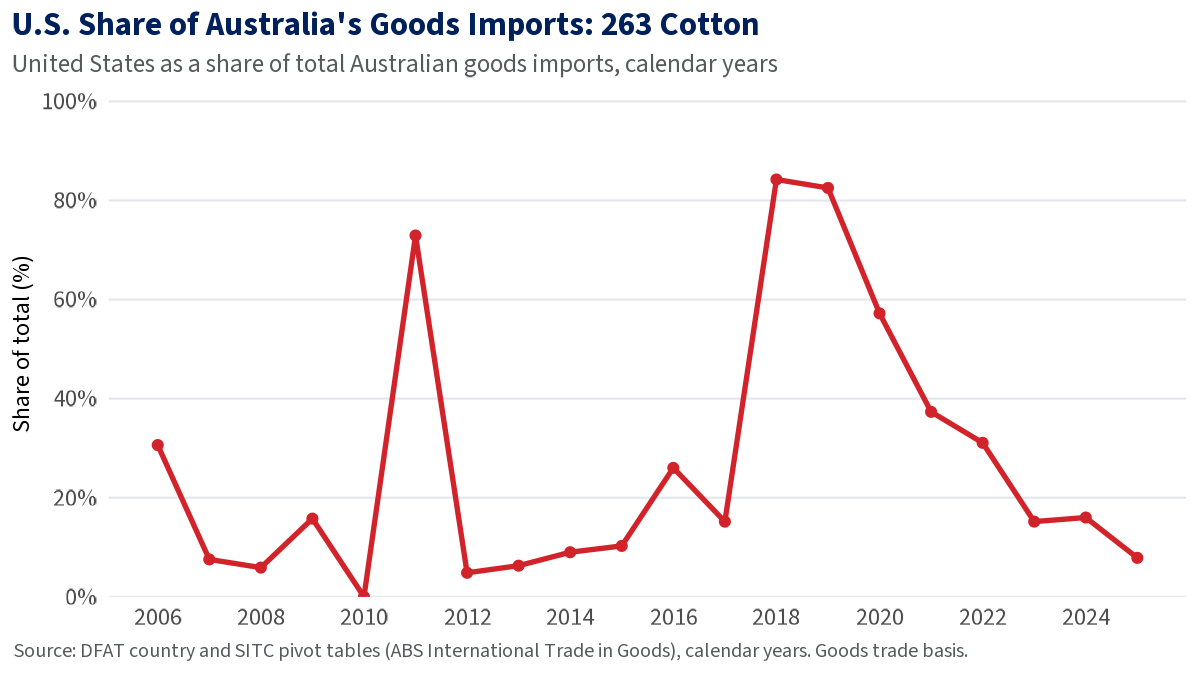 U.S. Share of Australia's Goods Imports: 263 Cotton
United States as a share of total Australian goods imports, calendar years
Share of total (%)
100%
80%
60%
40%
20%
0%
2006 2008 2010 2012 2014 2016 2018 2020 2022 2024
Source: DFAT country and SITC pivot tables (ABS International Trade in Goods), calendar years. Goods trade basis.